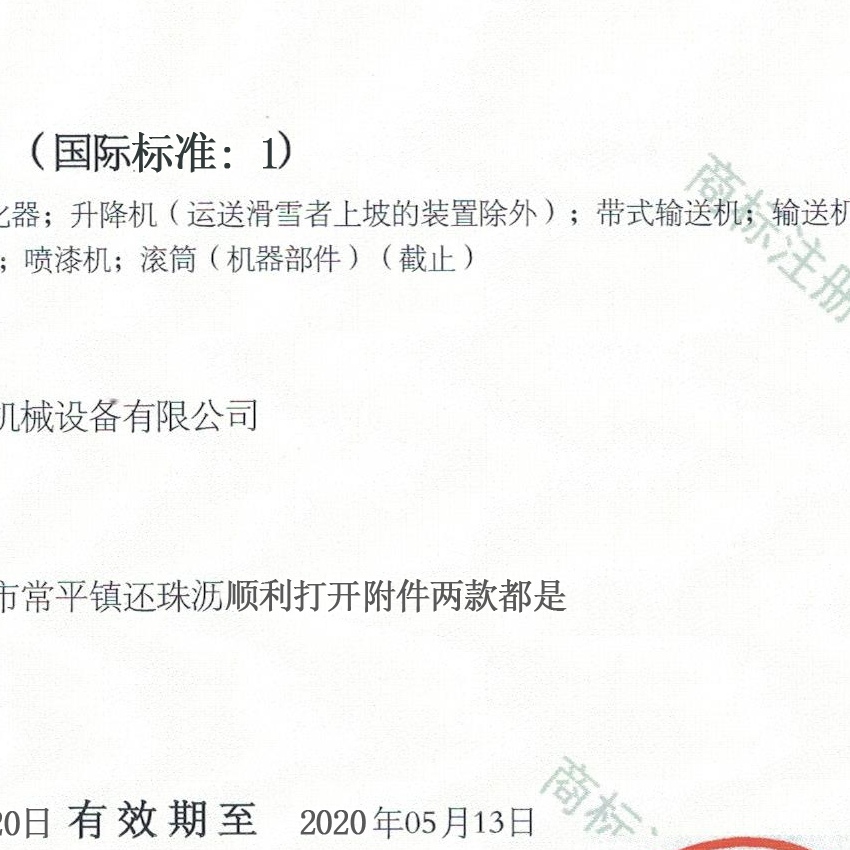 （国际标准: 1）
化器；升降机（运送滑雪者上坡的装置除外）；带式输送机；输送机
；喷漆机；滚筒（机器部件）（截止）
商标注册
机械设备有限公司
市常平镇还珠沥顺利打开附件两款都是
商标
20日 有效期至 2020年05月13日